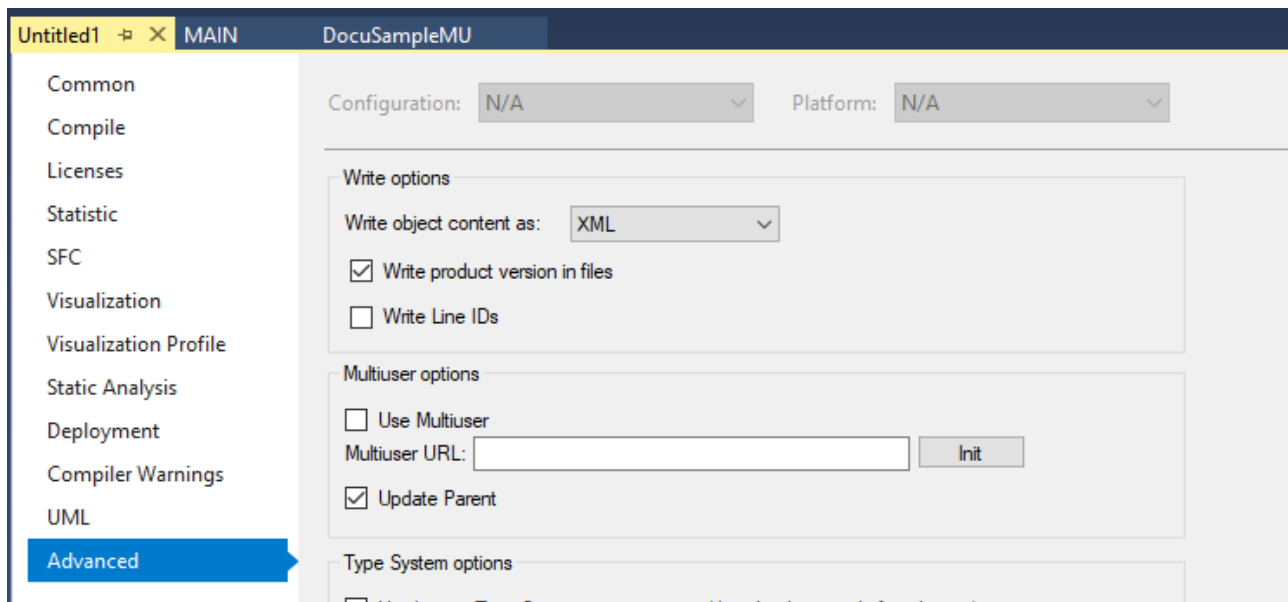 Untitled1 MAIN DocuSampleMU
Common
Compile
Licenses
Statistic
SFC
Visualization
Visualization Profile
Static Analysis
Deployment
Compiler Warnings
UML
Advanced
Configuration: N/A Platform: N/A
Write options
Write object content as: XML
Write product version in files
Write Line IDs
Multiuser options
Use Multiuser
Multiuser URL: Init
Update Parent
Type System options